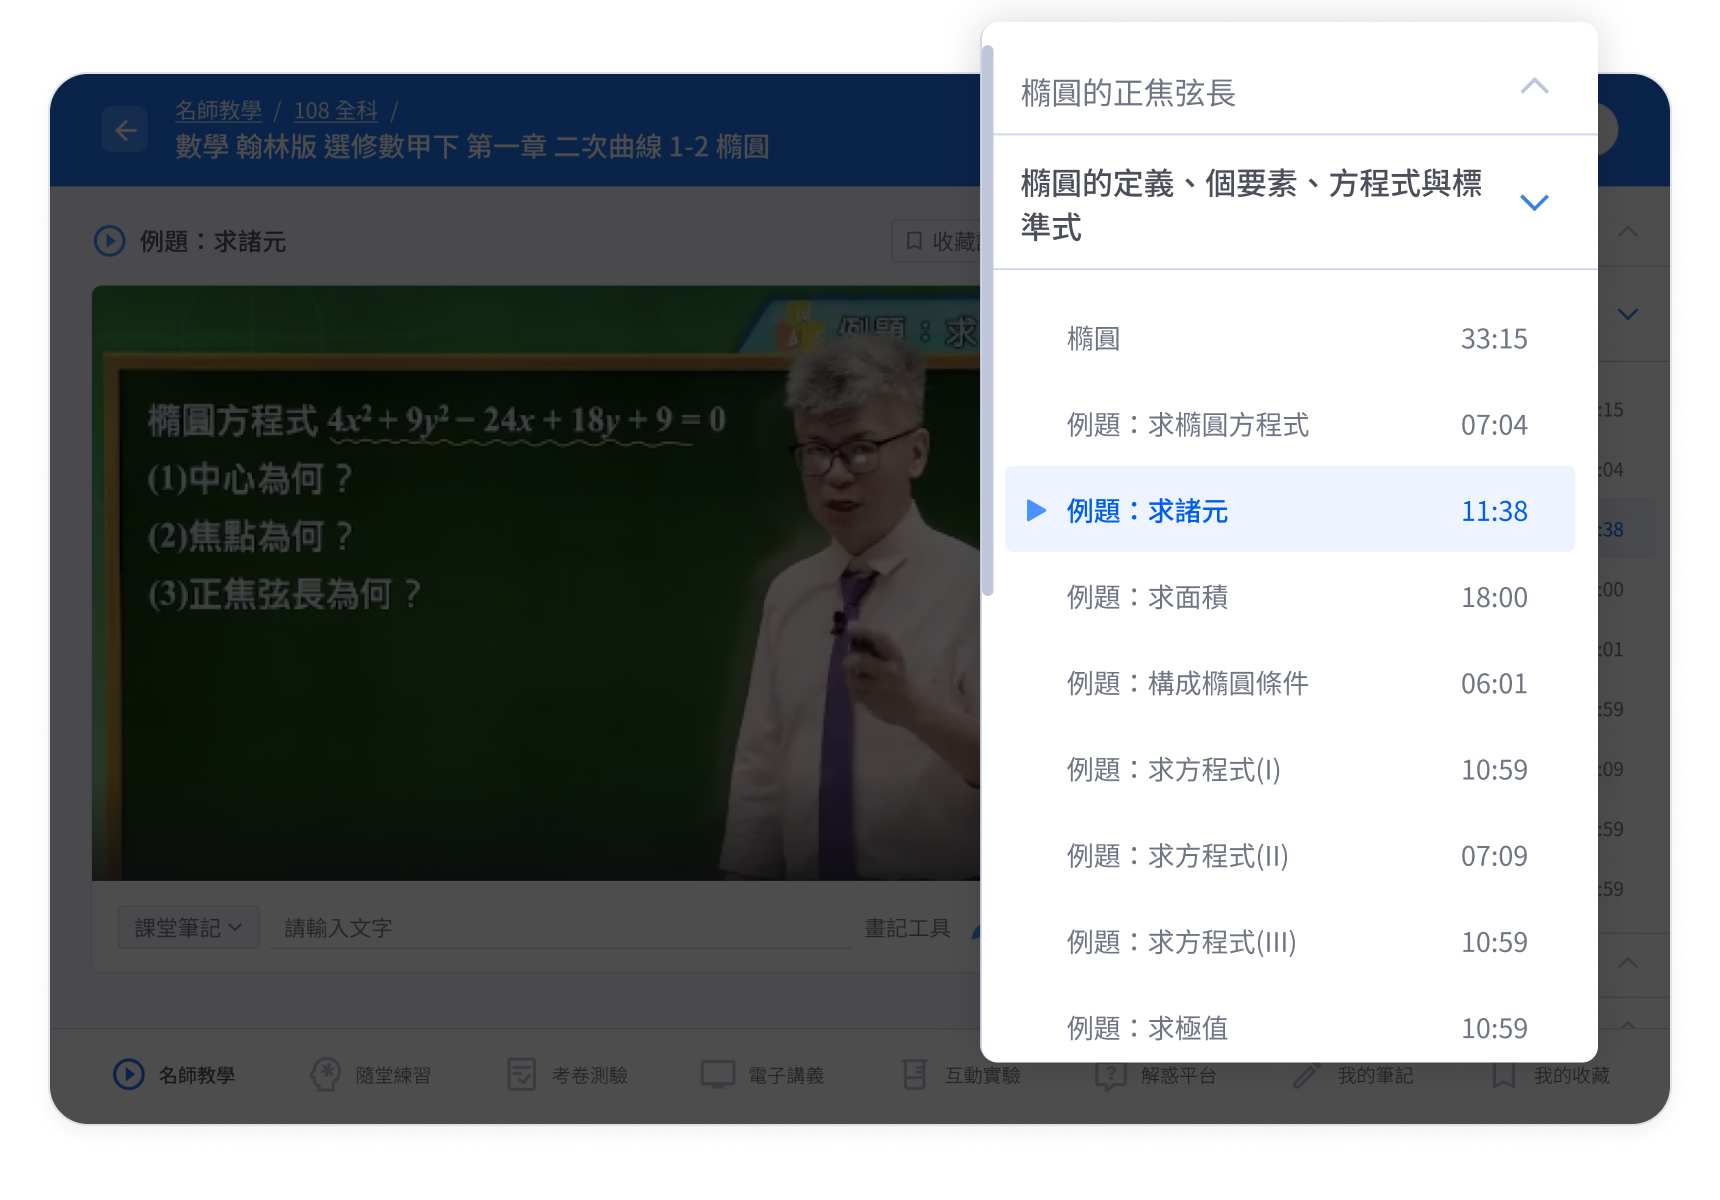 名師教學 / 108 全科 /
數學 翰林版 選修數甲下 第一章 二次曲線 1-2 橢圓
例題：求諸元
收藏
例題：求
橢圓方程式 4x² + 9y² − 24x + 18y + 9 = 0
(1)中心為何？
(2)焦點為何？
(3)正焦弦長為何？
課堂筆記
請輸入文字
畫記工具
橢圓的正焦弦長
橢圓的定義、個要素、方程式與標
準式
橢圓 33:15
例題：求橢圓方程式 07:04
例題：求諸元 11:38
例題：求面積 18:00
例題：構成橢圓條件 06:01
例題：求方程式(I) 10:59
例題：求方程式(II) 07:09
例題：求方程式(III) 10:59
例題：求極值 10:59
:15
:04
:38
:00
:01
:59
:09
:59
:59
名師教學
隨堂練習
考卷測驗
電子講義
互動實驗
解惑平台
我的筆記
我的收藏